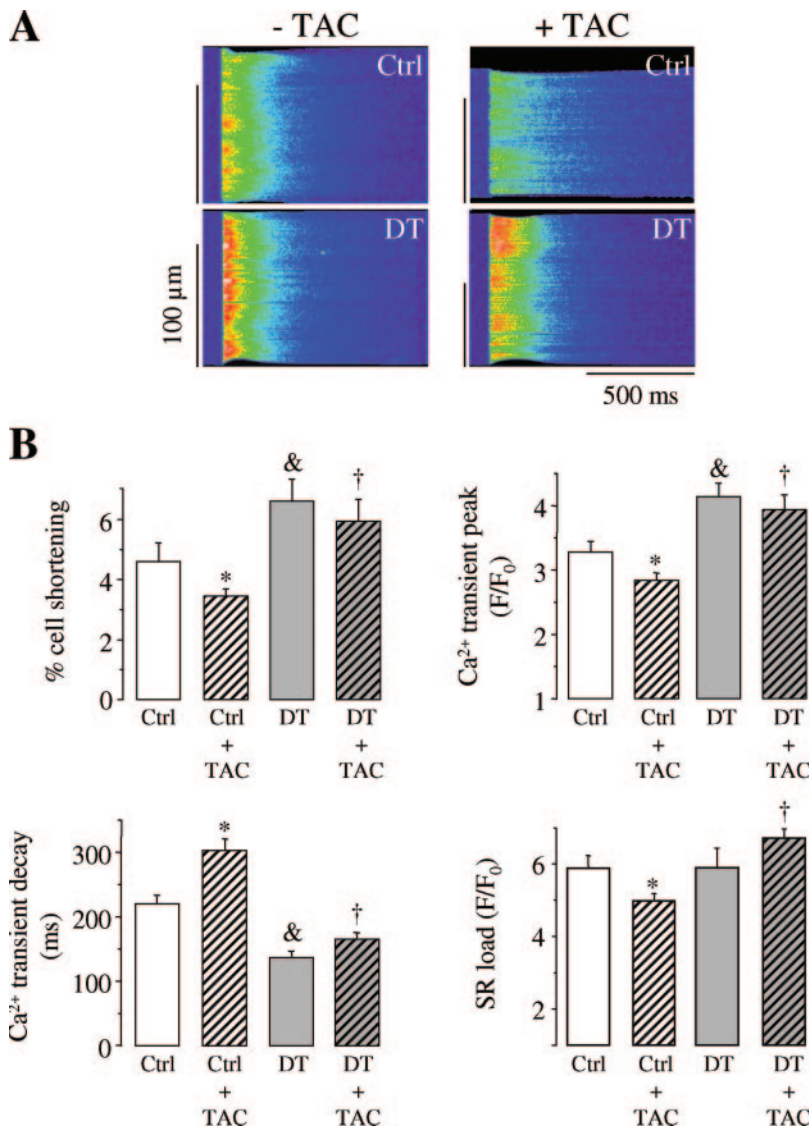 A
- TAC
+ TAC
Ctrl
Ctrl
DT
DT
100 µm
500 ms
B
% cell shortening
6
4
2
0
*
&
†
Ctrl
Ctrl + TAC
DT
DT + TAC
Ca²⁺ transient peak (F/F₀)
4
3
2
1
*
&
†
Ctrl
Ctrl + TAC
DT
DT + TAC
Ca²⁺ transient decay (ms)
300
200
100
0
*
&
†
Ctrl
Ctrl + TAC
DT
DT + TAC
SR load (F/F₀)
6
4
2
*
†
Ctrl
Ctrl + TAC
DT
DT + TAC